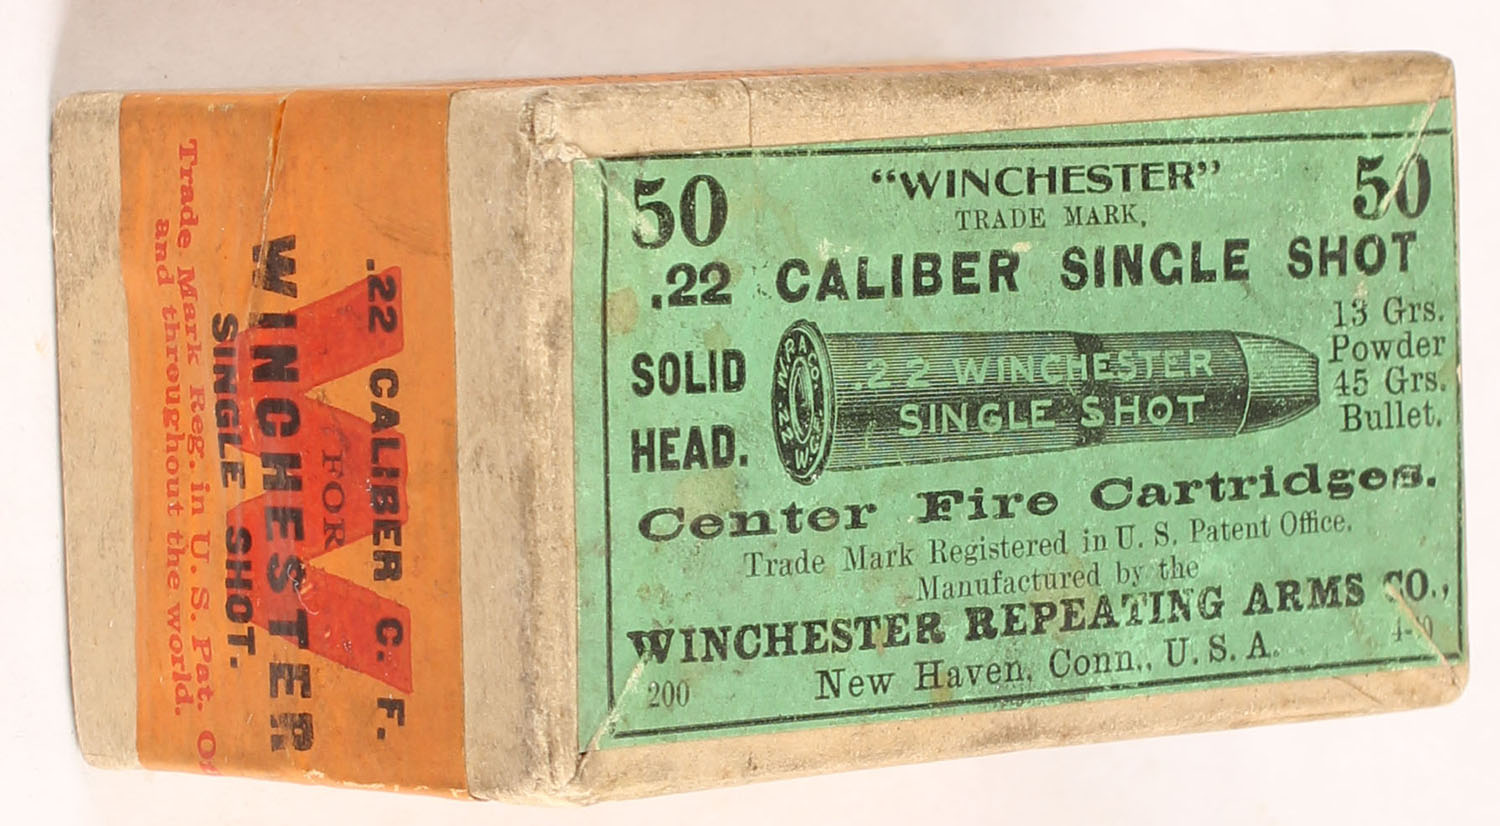 50 "WINCHESTER" 50
TRADE MARK.
.22 CALIBER SINGLE SHOT
SOLID
HEAD.
W.R.A.CO.
22 W.C.F.
.22 WINCHESTER
SINGLE SHOT
13 Grs.
Powder
45 Grs.
Bullet.
Center Fire Cartridges.
Trade Mark Registered in U. S. Patent Office.
Manufactured by the
WINCHESTER REPEATING ARMS CO.,
New Haven, Conn., U. S. A.
200
.22 CALIBER C. F.
FOR
WINCHESTER
SINGLE SHOT.
Trade Mark Reg. in U. S. Pat.
and throughout the world.
W